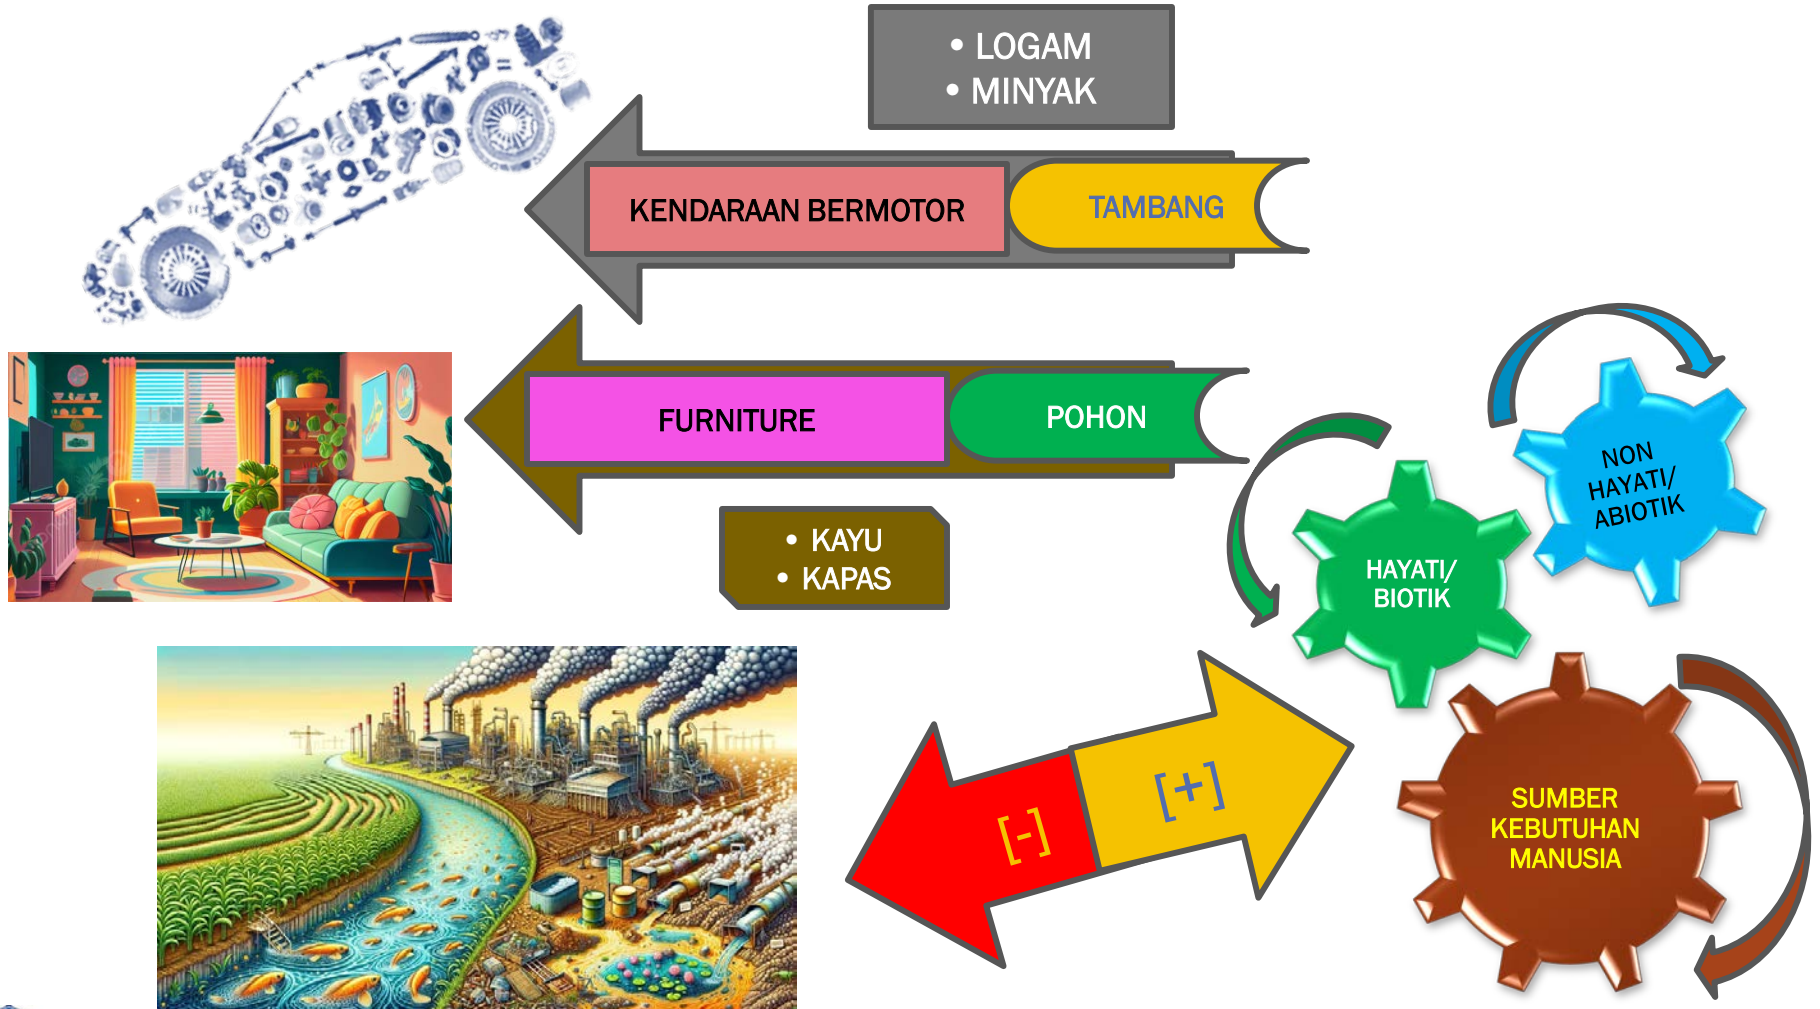 • LOGAM
• MINYAK
KENDARAAN BERMOTOR
TAMBANG
FURNITURE
POHON
• KAYU
• KAPAS
NON
HAYATI/
ABIOTIK
HAYATI/
BIOTIK
[-]
[+]
SUMBER
KEBUTUHAN
MANUSIA